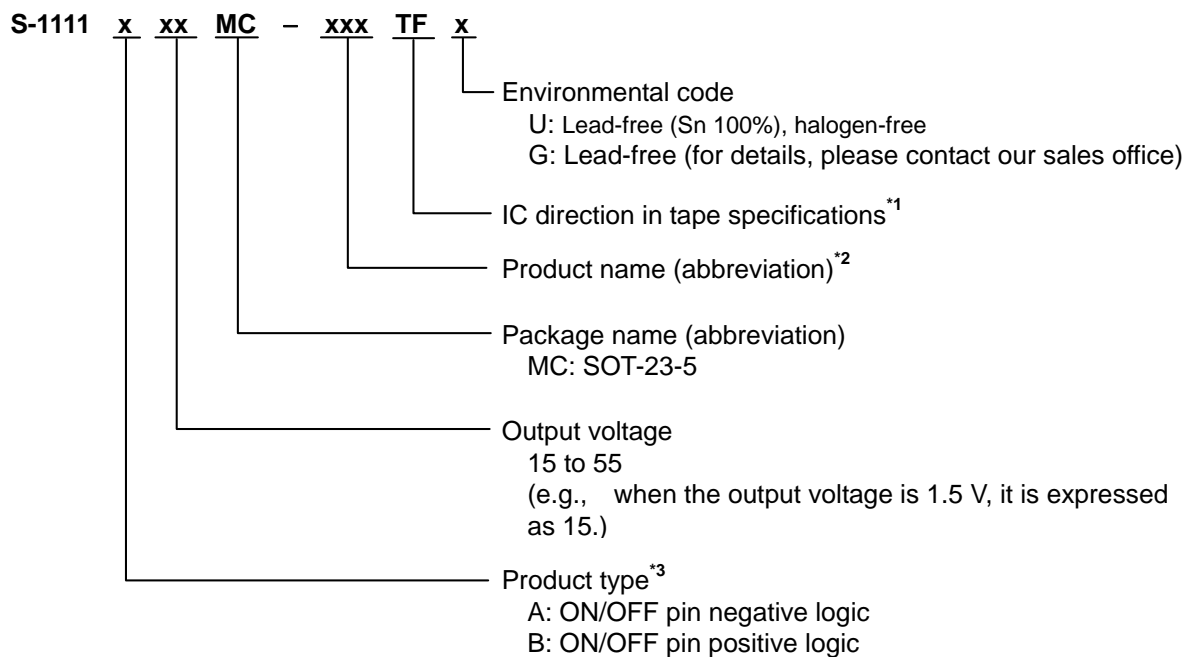 S-1111 x xx MC – xxx TF x
Environmental code
U: Lead-free (Sn 100%), halogen-free
G: Lead-free (for details, please contact our sales office)
IC direction in tape specifications*1
Product name (abbreviation)*2
Package name (abbreviation)
MC: SOT-23-5
Output voltage
15 to 55
(e.g., when the output voltage is 1.5 V, it is expressed
as 15.)
Product type*3
A: ON/OFF pin negative logic
B: ON/OFF pin positive logic